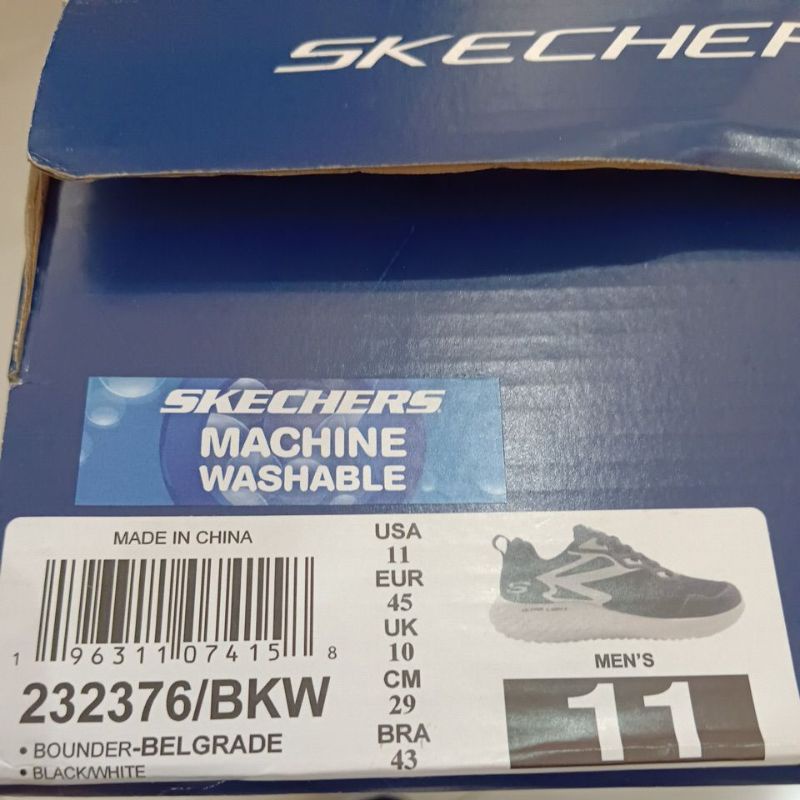 SKECHER
SKECHERS
MACHINE
WASHABLE
MADE IN CHINA
1 96311 07415 8
232376/BKW
• BOUNDER-BELGRADE
• BLACK/WHITE
USA
11
EUR
45
UK
10
CM
29
BRA
43
S
MEN'S
11